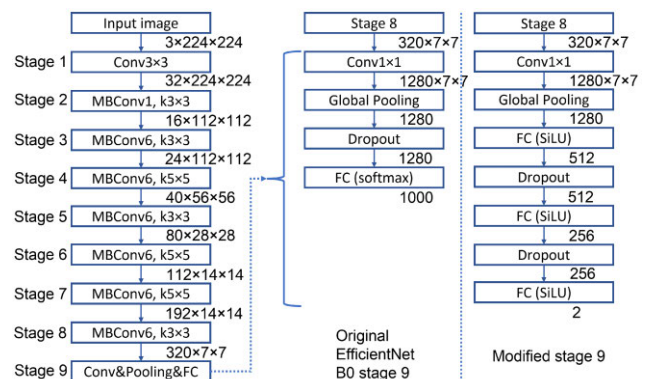 Input image
3×224×224
Stage 1
Conv3×3
32×224×224
Stage 2
MBConv1, k3×3
16×112×112
Stage 3
MBConv6, k3×3
24×112×112
Stage 4
MBConv6, k5×5
40×56×56
Stage 5
MBConv6, k3×3
80×28×28
Stage 6
MBConv6, k5×5
112×14×14
Stage 7
MBConv6, k5×5
192×14×14
Stage 8
MBConv6, k3×3
320×7×7
Stage 9
Conv&Pooling&FC
Stage 8
320×7×7
Conv1×1
1280×7×7
Global Pooling
1280
Dropout
1280
FC (softmax)
1000
Original
EfficientNet
B0 stage 9
Stage 8
320×7×7
Conv1×1
1280×7×7
Global Pooling
1280
FC (SiLU)
512
Dropout
512
FC (SiLU)
256
Dropout
256
FC (SiLU)
2
Modified stage 9